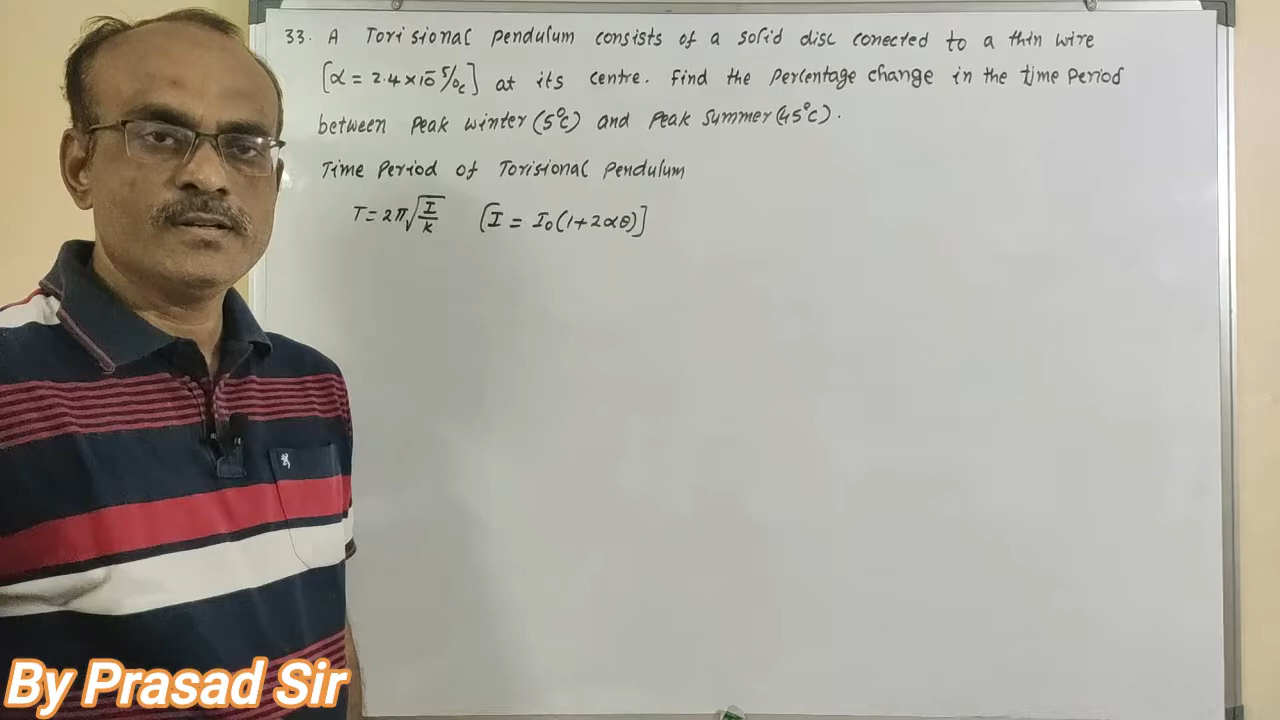 33. A Torisional pendulum consists of a solid disc conected to a thin wire
[α = 2.4×10⁻⁵/°c] at its centre. Find the percentage change in the time period
between peak winter (5°C) and peak summer (45°C).
Time period of Torisional pendulum
T = 2π√(I/k) [I = I₀(1+2αθ)]
By Prasad Sir